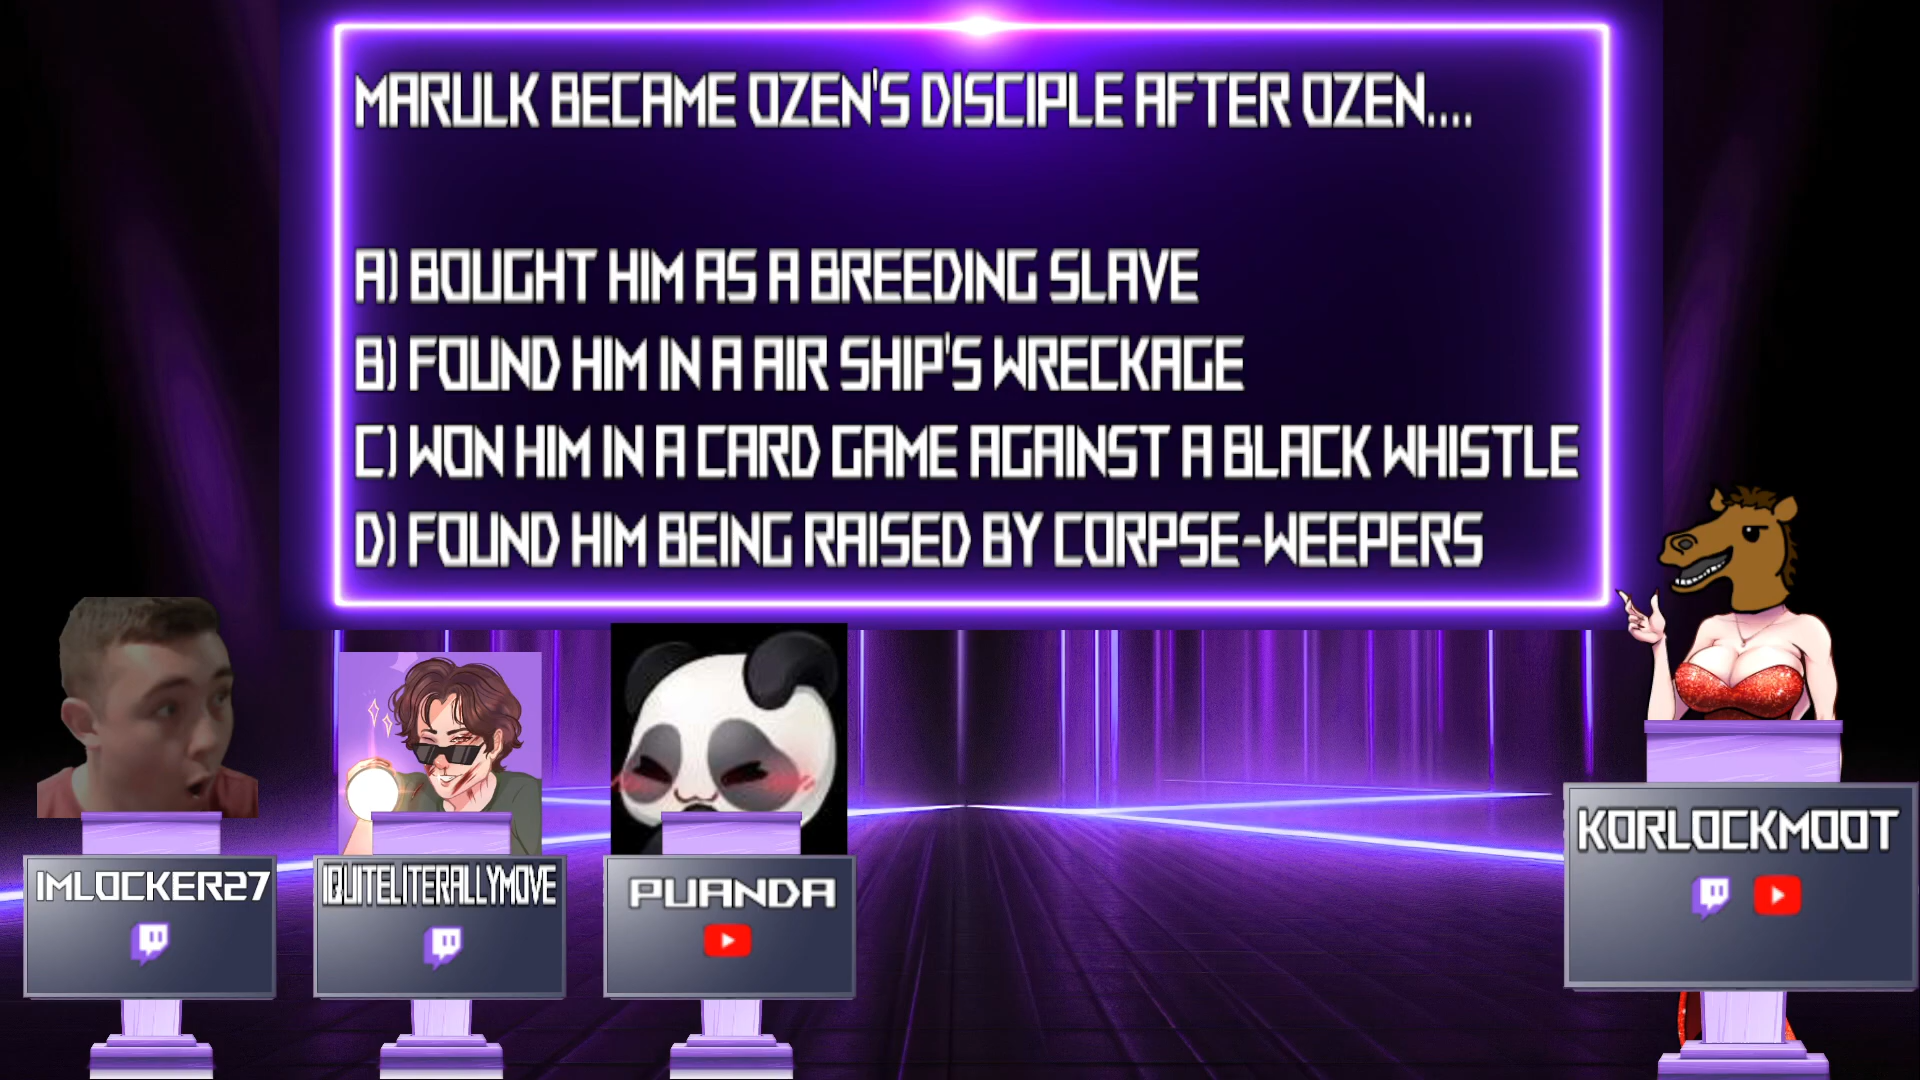 MARULK BECAME OZEN'S DISCIPLE AFTER OZEN....
A) BOUGHT HIM AS A BREEDING SLAVE
B) FOUND HIM IN A AIR SHIP'S WRECKAGE
C) WON HIM IN A CARD GAME AGAINST A BLACK WHISTLE
D) FOUND HIM BEING RAISED BY CORPSE-WEEPERS
IMLOCKER27
IQUITELITERALLYMOVE
PUANDA
KORLOCKMOOT